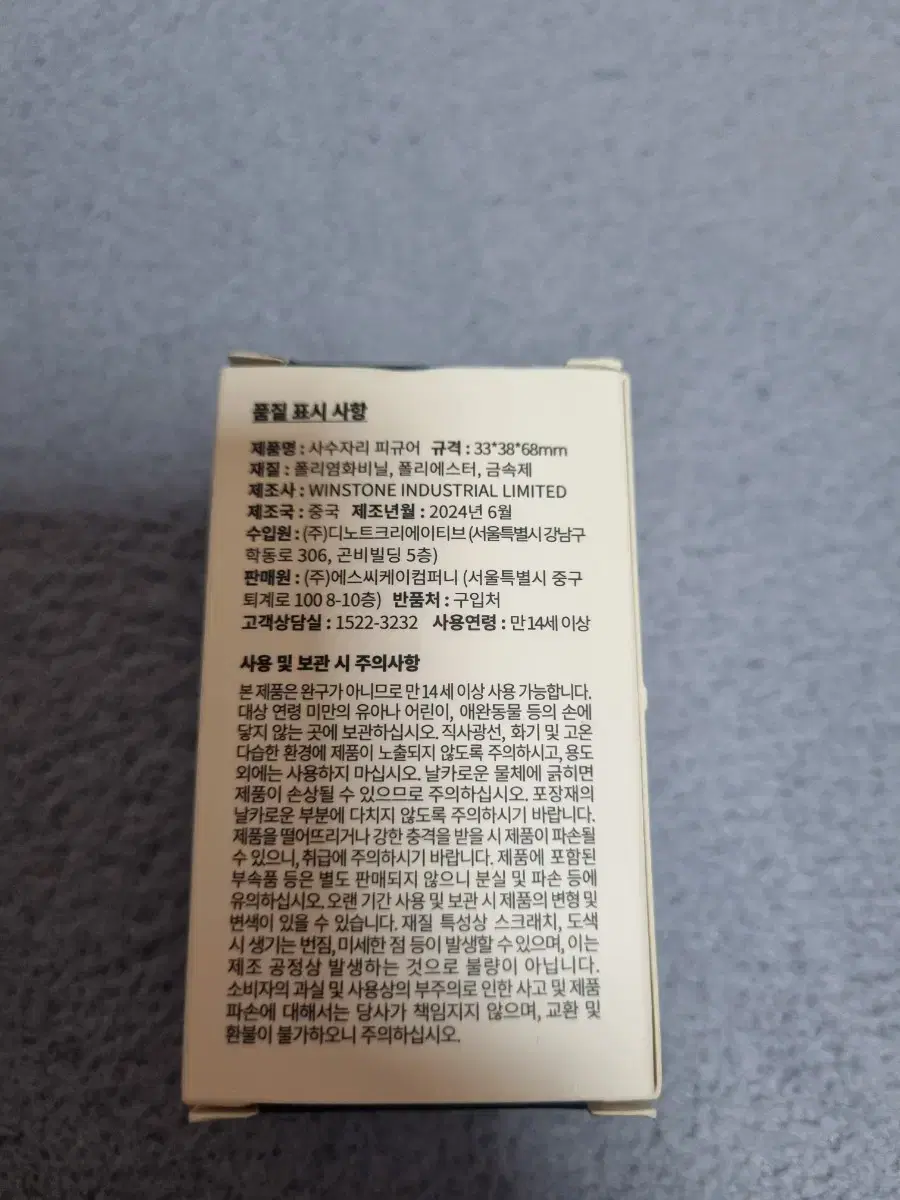 품질 표시 사항
제품명 : 사수자리 피규어 규격 : 33*38*68mm
재질 : 폴리염화비닐, 폴리에스터, 금속제
제조사 : WINSTONE INDUSTRIAL LIMITED
제조국 : 중국 제조년월 : 2024년 6월
수입원 : (주)디노트크리에이티브 (서울특별시 강남구
학동로 306, 곤비빌딩 5층)
판매원 : (주)에스씨케이컴퍼니 (서울특별시 중구
퇴계로 100 8-10층) 반품처 : 구입처
고객상담실 : 1522-3232 사용연령 : 만 14세 이상
사용 및 보관 시 주의사항
본 제품은 완구가 아니므로 만 14세 이상 사용 가능합니다.
대상 연령 미만의 유아나 어린이, 애완동물 등의 손에
닿지 않는 곳에 보관하십시오. 직사광선, 화기 및 고온
다습한 환경에 제품이 노출되지 않도록 주의하시고, 용도
외에는 사용하지 마십시오. 날카로운 물체에 긁히면
제품이 손상될 수 있으므로 주의하십시오. 포장재의
날카로운 부분에 다치지 않도록 주의하시기 바랍니다.
제품을 떨어뜨리거나 강한 충격을 받을 시 제품이 파손될
수 있으니, 취급에 주의하시기 바랍니다. 제품에 포함된
부속품 등은 별도 판매되지 않으니 분실 및 파손 등에
유의하십시오. 오랜 기간 사용 및 보관 시 제품의 변형 및
변색이 있을 수 있습니다. 재질 특성상 스크래치, 도색
시 생기는 번짐, 미세한 점 등이 발생할 수 있으며, 이는
제조 공정상 발생하는 것으로 불량이 아닙니다.
소비자의 과실 및 사용상의 부주의로 인한 사고 및 제품
파손에 대해서는 당사가 책임지지 않으며, 교환 및
환불이 불가하오니 주의하십시오.